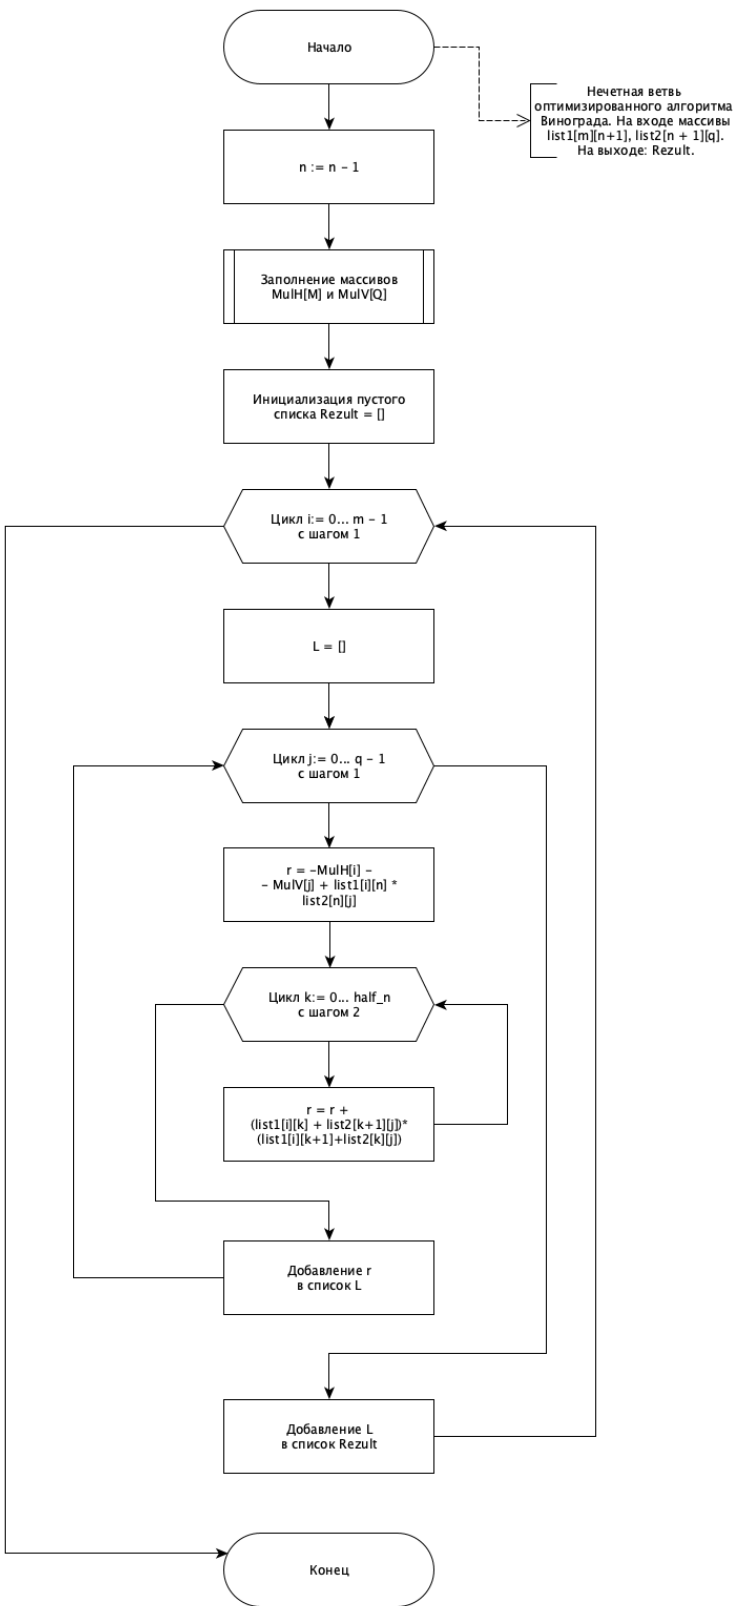 Начало
Нечетная ветвь
оптимизированного алгоритма
Винограда. На входе массивы
list1[m][n+1], list2[n + 1][q].
На выходе: Rezult.
n := n - 1
Заполнение массивов
MulH[M] и MulV[Q]
Инициализация пустого
списка Rezult = []
Цикл i:= 0... m - 1
с шагом 1
L = []
Цикл j:= 0... q - 1
с шагом 1
r = -MulH[i] -
- MulV[j] + list1[i][n] *
list2[n][j]
Цикл k:= 0... half_n
с шагом 2
r = r +
(list1[i][k] + list2[k+1][j])*
(list1[i][k+1]+list2[k][j])
Добавление r
в список L
Добавление L
в список Rezult
Конец